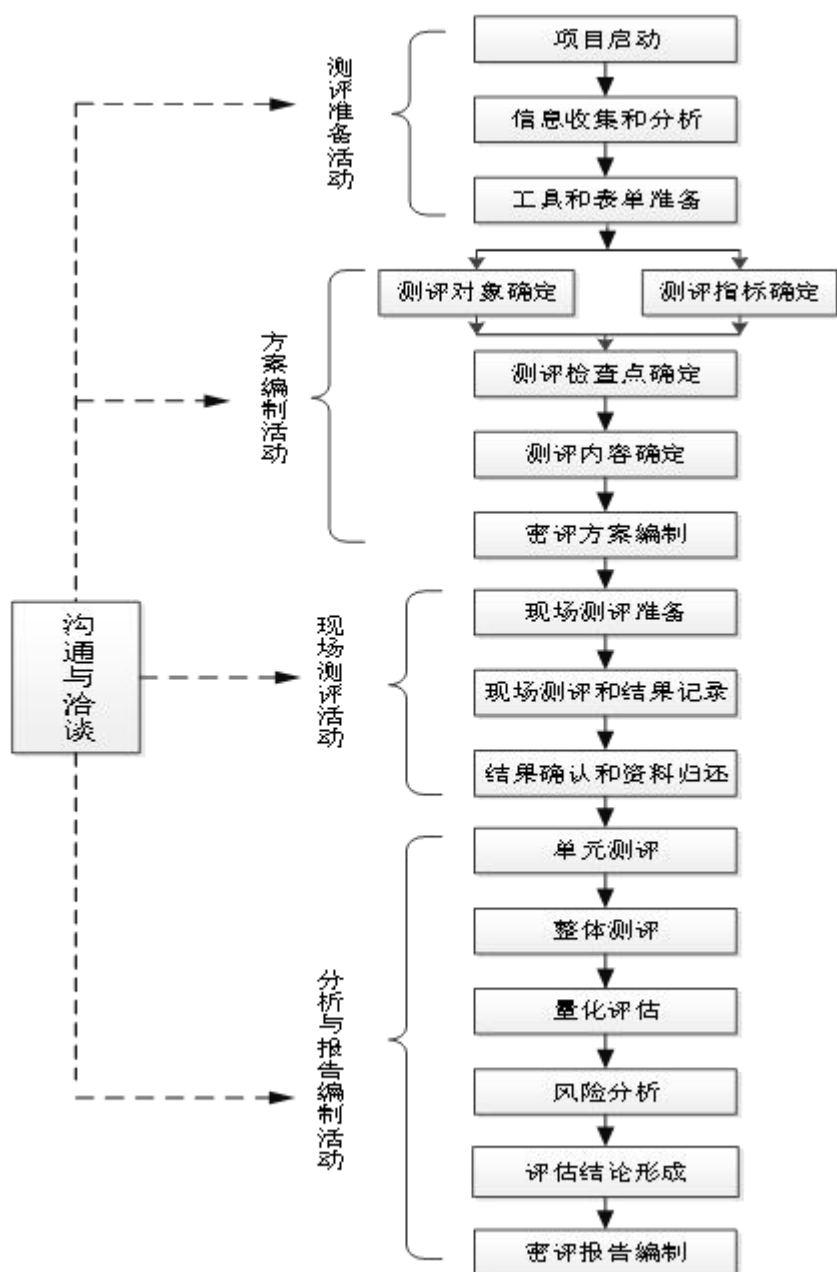 项目启动
测评准备活动
信息收集和分析
工具和表单准备
测评对象确定
测评指标确定
方案编制活动
测评检查点确定
测评内容确定
密评方案编制
沟通与洽谈
现场测评活动
现场测评准备
现场测评和结果记录
结果确认和资料归还
分析与报告编制活动
单元测评
整体测评
量化评估
风险分析
评估结论形成
密评报告编制